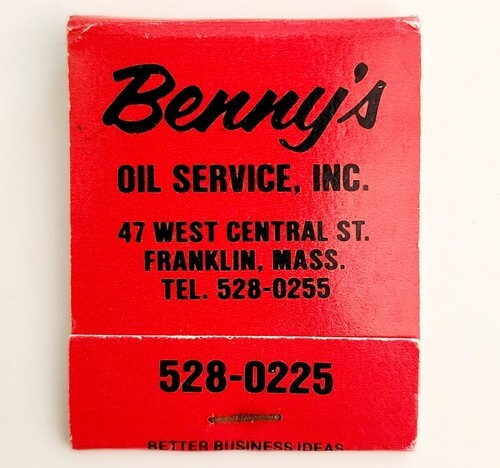 Benny's
OIL SERVICE, INC.
47 WEST CENTRAL ST.
FRANKLIN, MASS.
TEL. 528-0255
528-0225
BETTER BUSINESS IDEAS